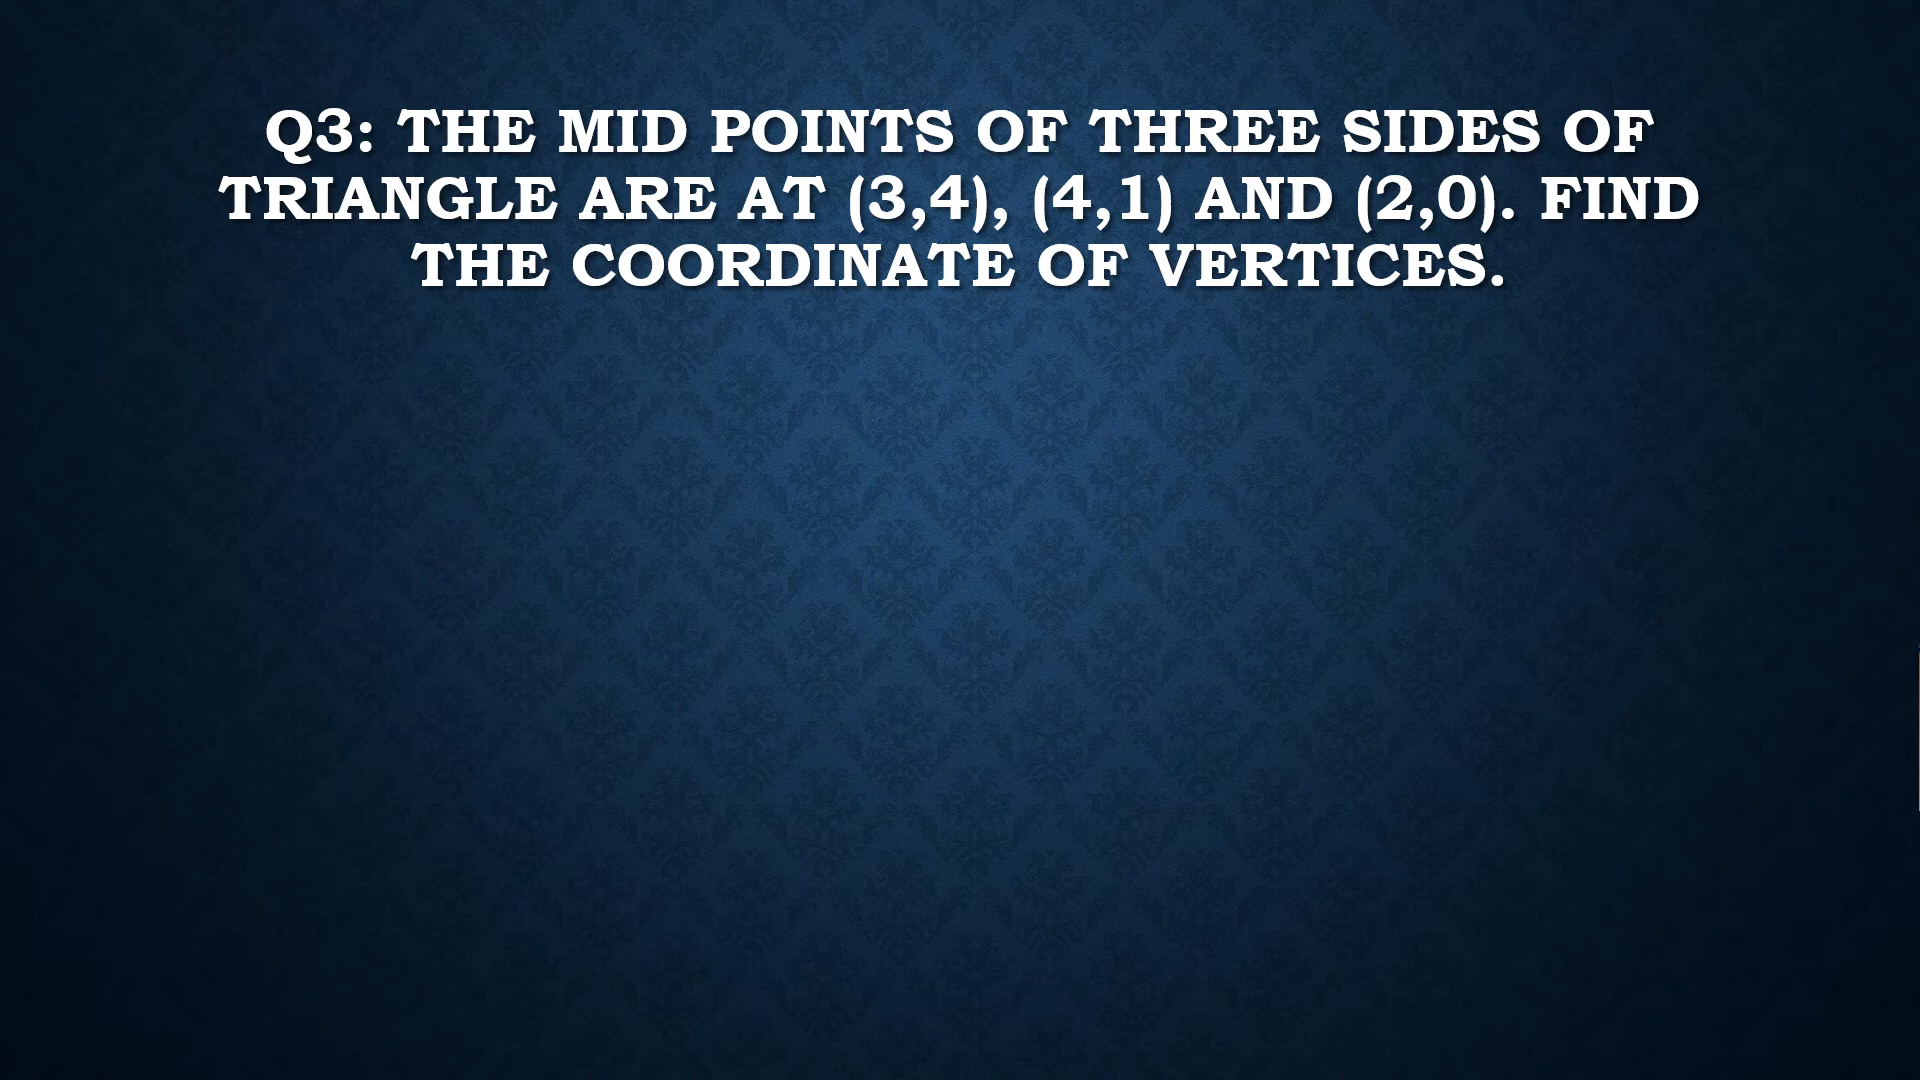 Q3: THE MID POINTS OF THREE SIDES OF
TRIANGLE ARE AT (3,4), (4,1) AND (2,0). FIND
THE COORDINATE OF VERTICES.